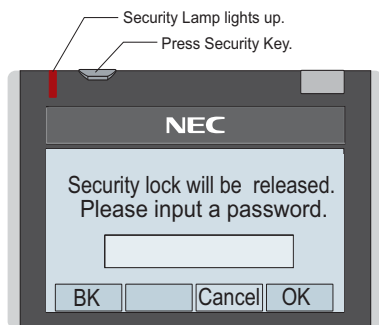 Security Lamp lights up.
Press Security Key.
NEC
Security lock will be released.
Please input a password.
BK
Cancel
OK